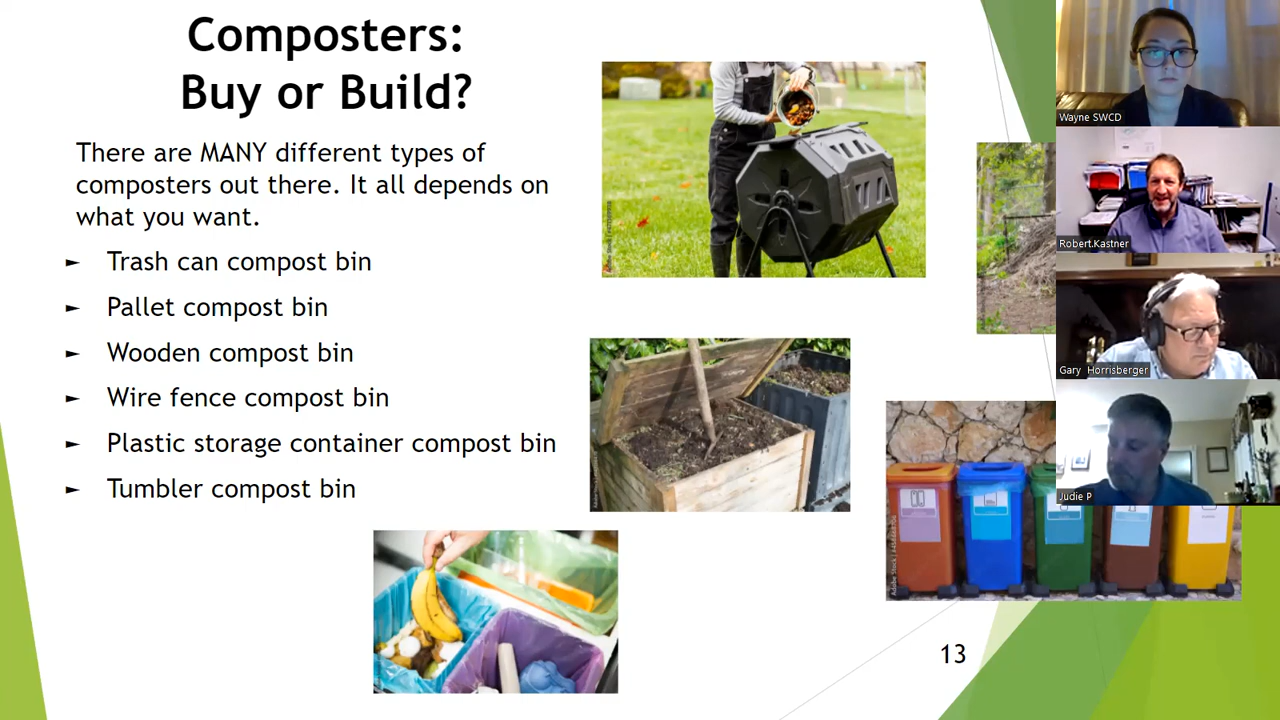 Composters:
Buy or Build?
There are MANY different types of
composters out there. It all depends on
what you want.
► Trash can compost bin
► Pallet compost bin
► Wooden compost bin
► Wire fence compost bin
► Plastic storage container compost bin
► Tumbler compost bin
13
Wayne SWCD
Robert.Kastner
Gary Horrisberger
Judie P